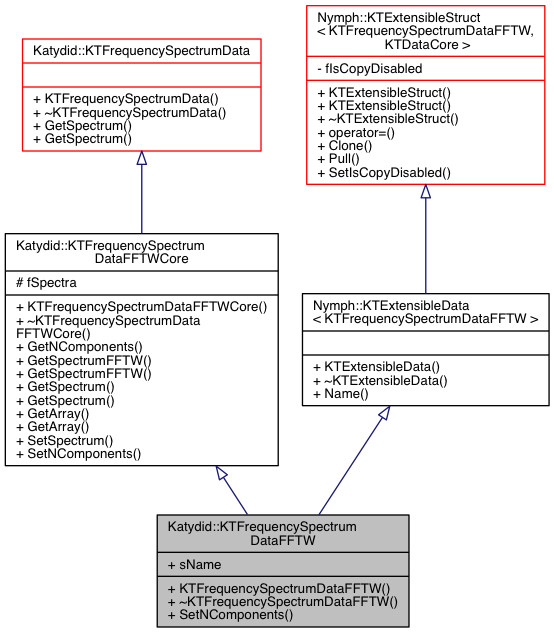 Katydid::KTFrequencySpectrumData
+ KTFrequencySpectrumData()
+ ~KTFrequencySpectrumData()
+ GetSpectrum()
+ GetSpectrum()
Nymph::KTExtensibleStruct
< KTFrequencySpectrumDataFFTW,
KTDataCore >
- fIsCopyDisabled
+ KTExtensibleStruct()
+ KTExtensibleStruct()
+ ~KTExtensibleStruct()
+ operator=()
+ Clone()
+ Pull()
+ SetIsCopyDisabled()
Katydid::KTFrequencySpectrum
DataFFTWCore
# fSpectra
+ KTFrequencySpectrumDataFFTWCore()
+ ~KTFrequencySpectrumData
FFTWCore()
+ GetNComponents()
+ GetSpectrumFFTW()
+ GetSpectrumFFTW()
+ GetSpectrum()
+ GetSpectrum()
+ GetArray()
+ GetArray()
+ SetSpectrum()
+ SetNComponents()
Nymph::KTExtensibleData
< KTFrequencySpectrumDataFFTW >
+ KTExtensibleData()
+ ~KTExtensibleData()
+ Name()
Katydid::KTFrequencySpectrum
DataFFTW
+ sName
+ KTFrequencySpectrumDataFFTW()
+ ~KTFrequencySpectrumDataFFTW()
+ SetNComponents()